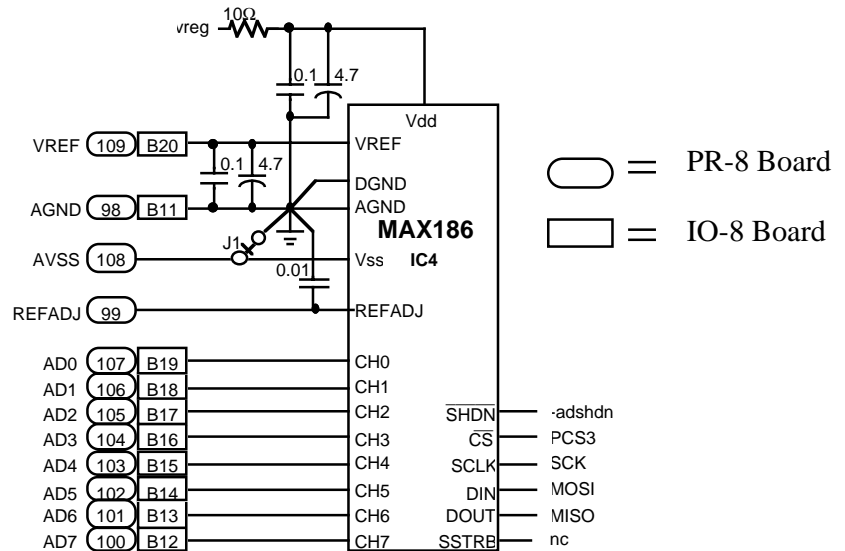 vreg 10Ω
0.1 4.7
Vdd
VREF 109 B20 VREF
0.1 4.7
DGND
AGND 98 B11 AGND
MAX186
J1
AVSS 108 Vss IC4
0.01
REFADJ 99 REFADJ
= PR-8 Board
= IO-8 Board
AD0 107 B19 CH0
AD1 106 B18 CH1
AD2 105 B17 CH2 SHDN -adshdn
AD3 104 B16 CH3 CS PCS3
AD4 103 B15 CH4 SCLK SCK
AD5 102 B14 CH5 DIN MOSI
AD6 101 B13 CH6 DOUT MISO
AD7 100 B12 CH7 SSTRB nc